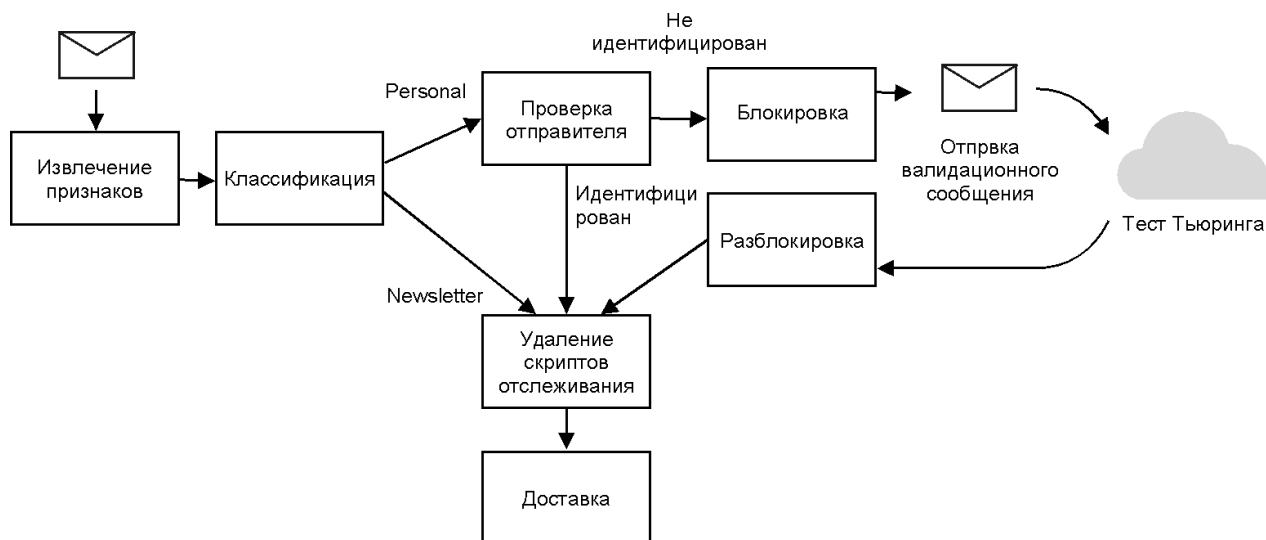 Не
идентифицирован
Personal
Проверка
отправителя
Блокировка
Извлечение
признаков
Классификация
Отпрвка
валидационного
сообщения
Идентифици
рован
Разблокировка
Тест Тьюринга
Newsletter
Удаление
скриптов
отслеживания
Доставка